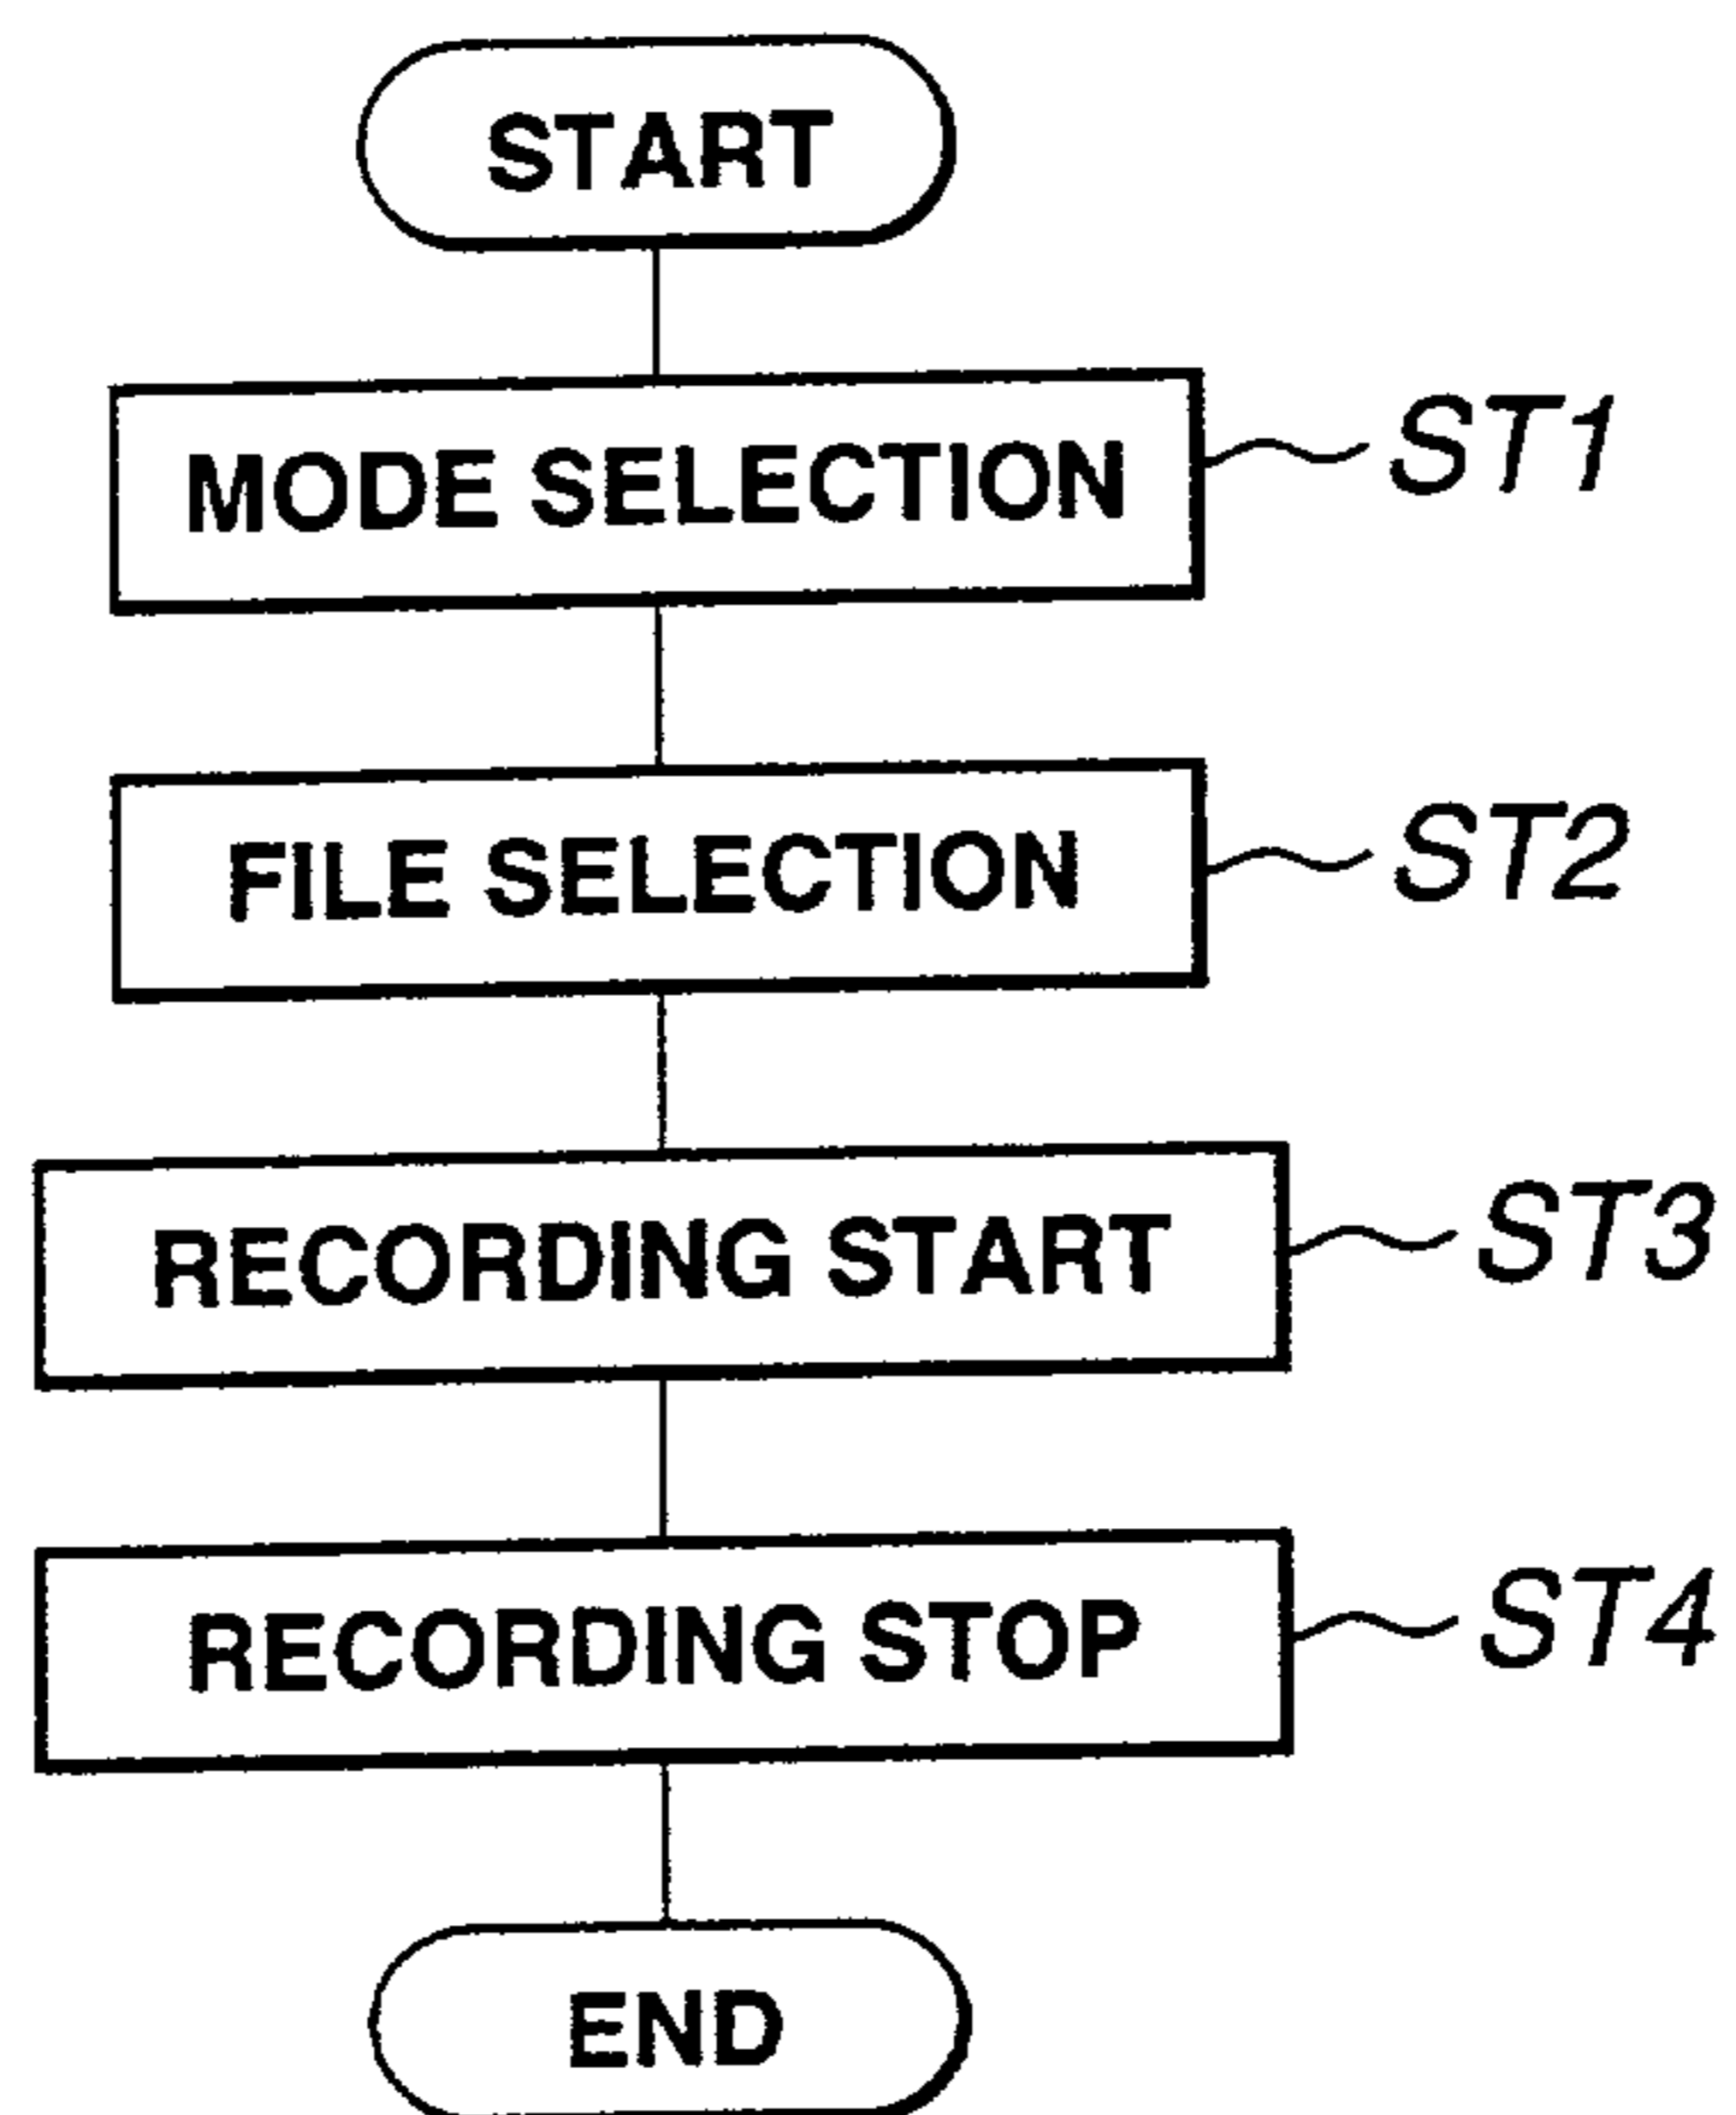 START
MODE SELECTION
ST1
FILE SELECTION
ST2
RECORDING START
ST3
RECORDING STOP
ST4
END